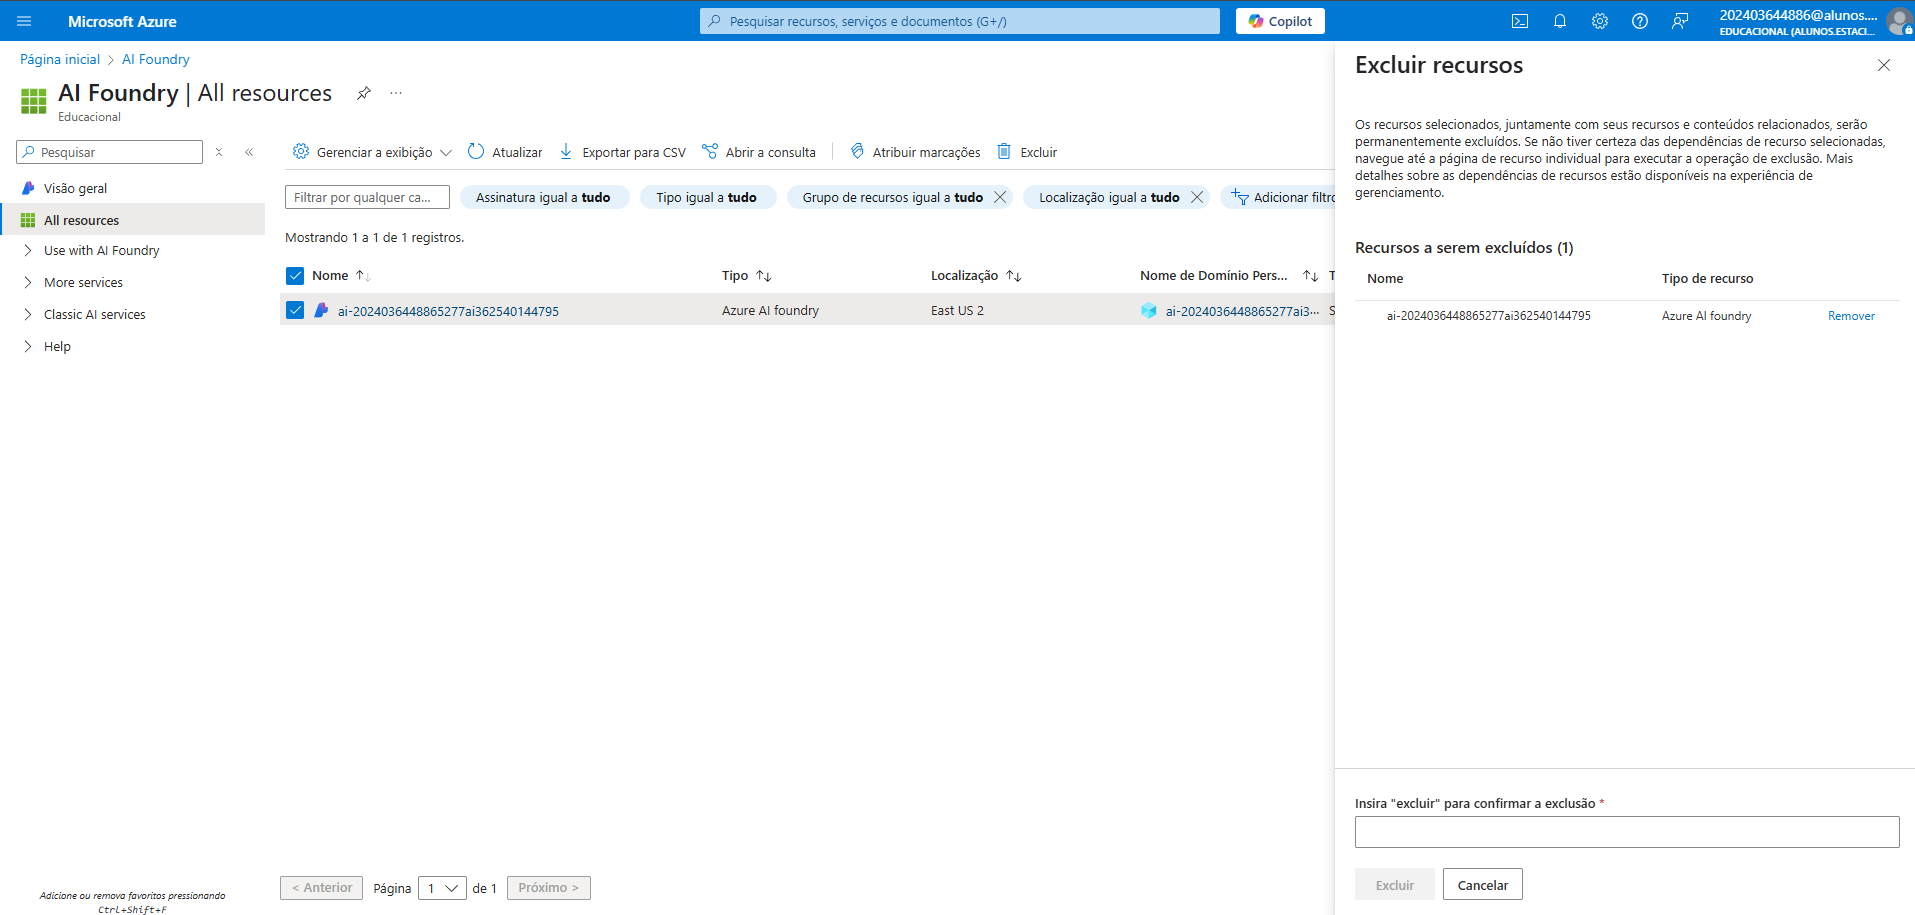 Microsoft Azure
Pesquisar recursos, serviços e documentos (G+/)
Copilot
202403644886@alunos....
EDUCACIONAL (ALUNOS.ESTACI...
Página inicial > AI Foundry
AI Foundry | All resources
...
Educacional
Pesquisar
Visão geral
All resources
Use with AI Foundry
More services
Classic AI services
Help
Adicione ou remova favoritos pressionando
Ctrl+Shift+F
Gerenciar a exibição
Atualizar
Exportar para CSV
Abrir a consulta
Atribuir marcações
Excluir
Filtrar por qualquer ca...
Assinatura igual a tudo
Tipo igual a tudo
Grupo de recursos igual a tudo
Localização igual a tudo
Adicionar filtro
Mostrando 1 a 1 de 1 registros.
Nome Tipo Localização Nome de Domínio Pers... T
ai-2024036448865277ai362540144795 Azure AI foundry East US 2 ai-2024036448865277ai3... S
< Anterior Página 1 de 1 Próximo >
Excluir recursos
Os recursos selecionados, juntamente com seus recursos e conteúdos relacionados, serão
permanentemente excluídos. Se não tiver certeza das dependências de recurso selecionadas,
navegue até a página de recurso individual para executar a operação de exclusão. Mais
detalhes sobre as dependências de recursos estão disponíveis na experiência de
gerenciamento.
Recursos a serem excluídos (1)
Nome Tipo de recurso
ai-2024036448865277ai362540144795 Azure AI foundry Remover
Insira "excluir" para confirmar a exclusão *
Excluir Cancelar